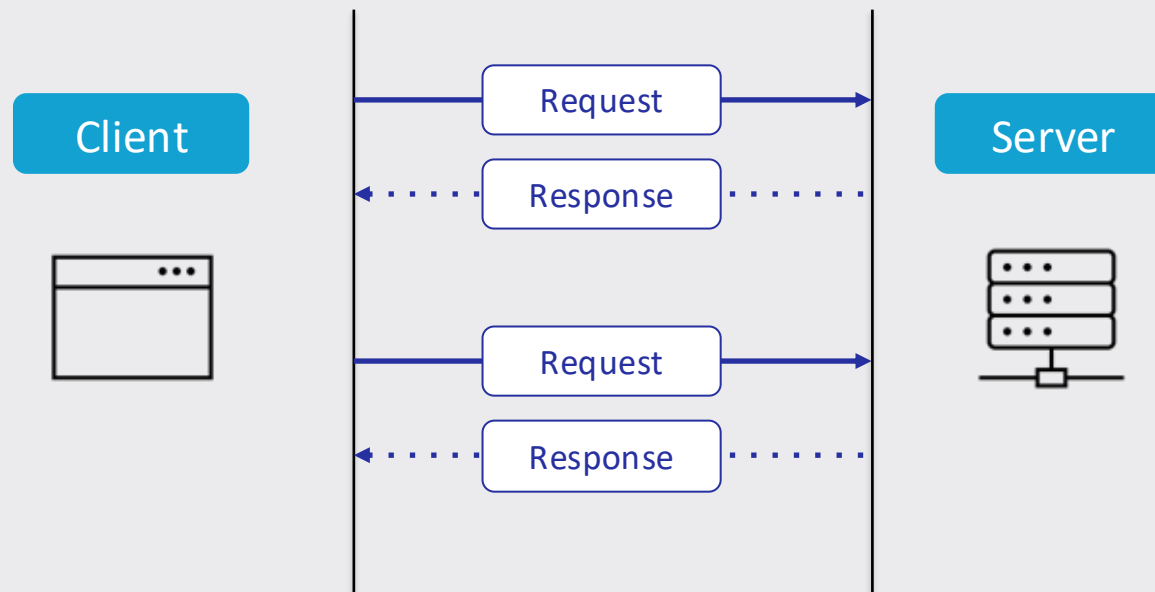 Request
Client
Server
Response
Request
Response